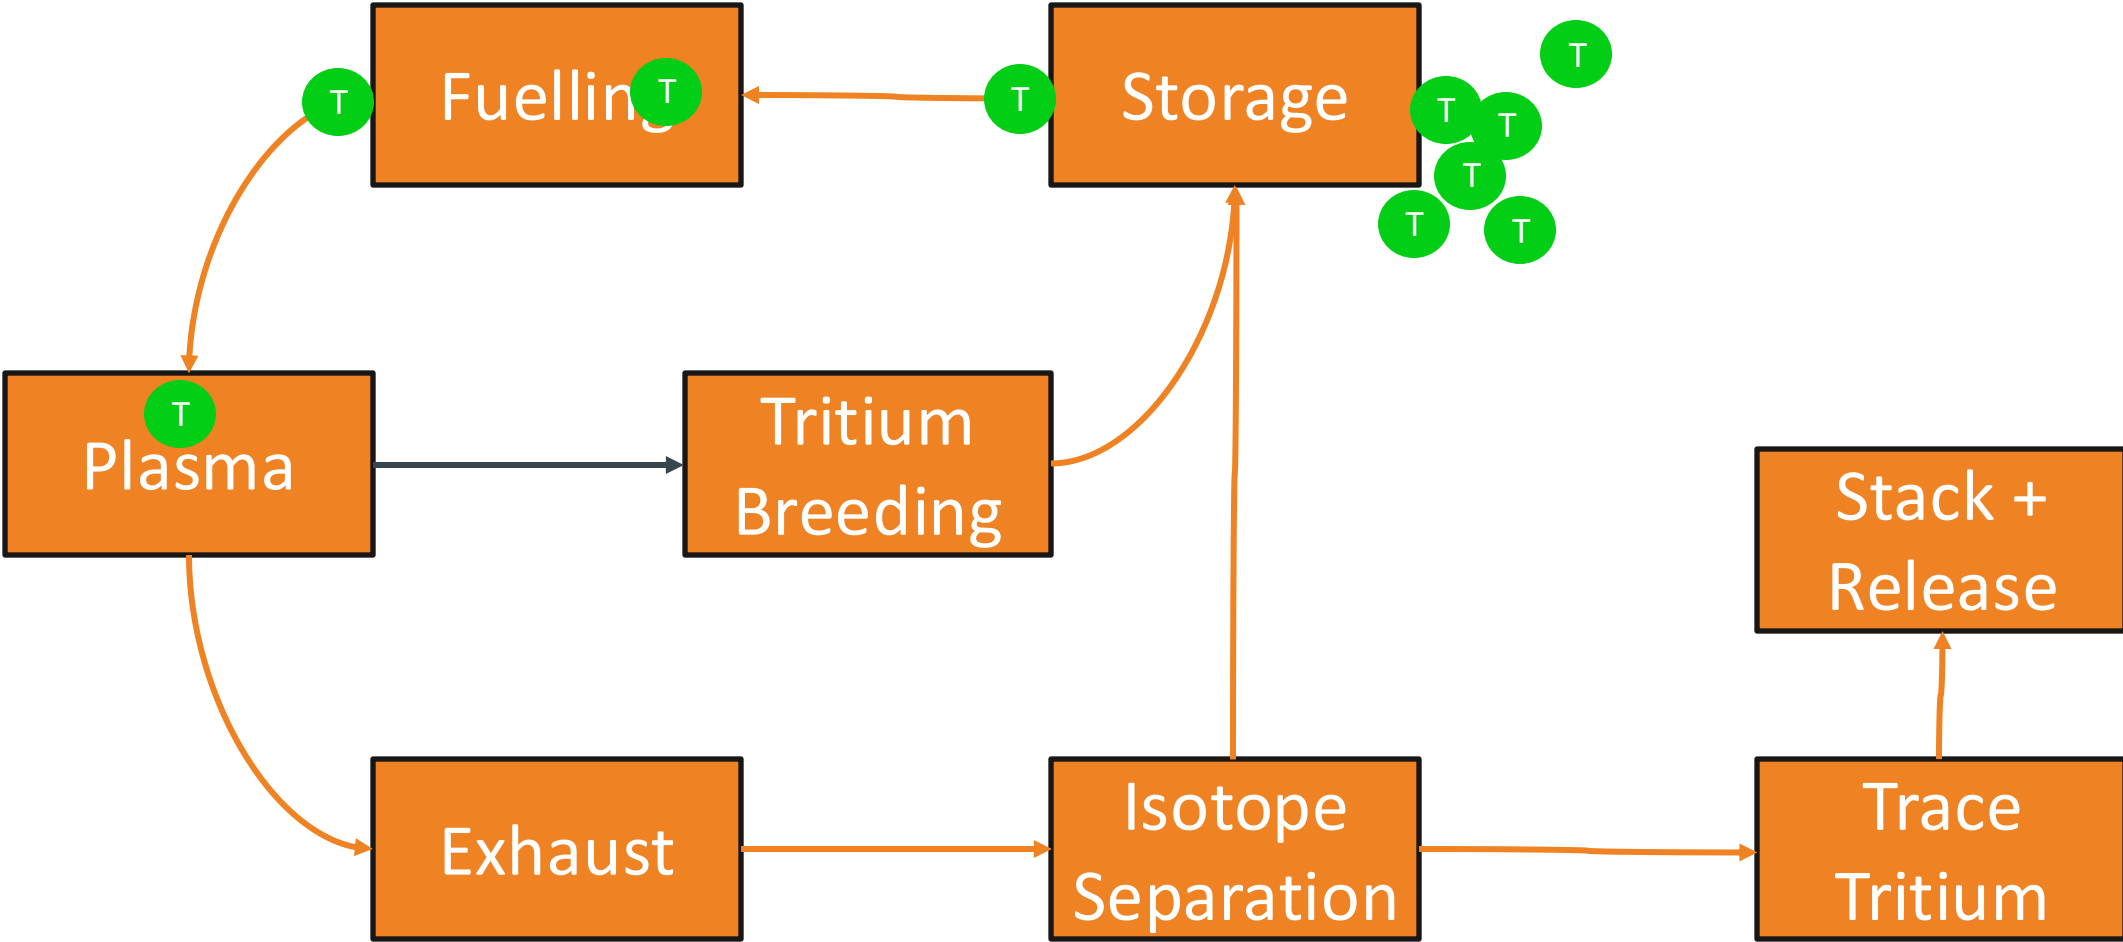 T
Fuelling
T
T
Storage
T
T
T
T
T
T
T
Plasma
Tritium
Breeding
Stack +
Release
Exhaust
Isotope
Separation
Trace
Tritium